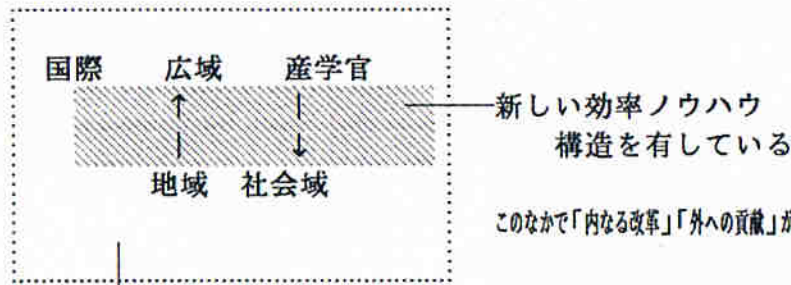 国際 広域 産学官
地域 社会域
新しい効率ノウハウ
構造を有している
このなかで「内なる改革」「外への貢献」が